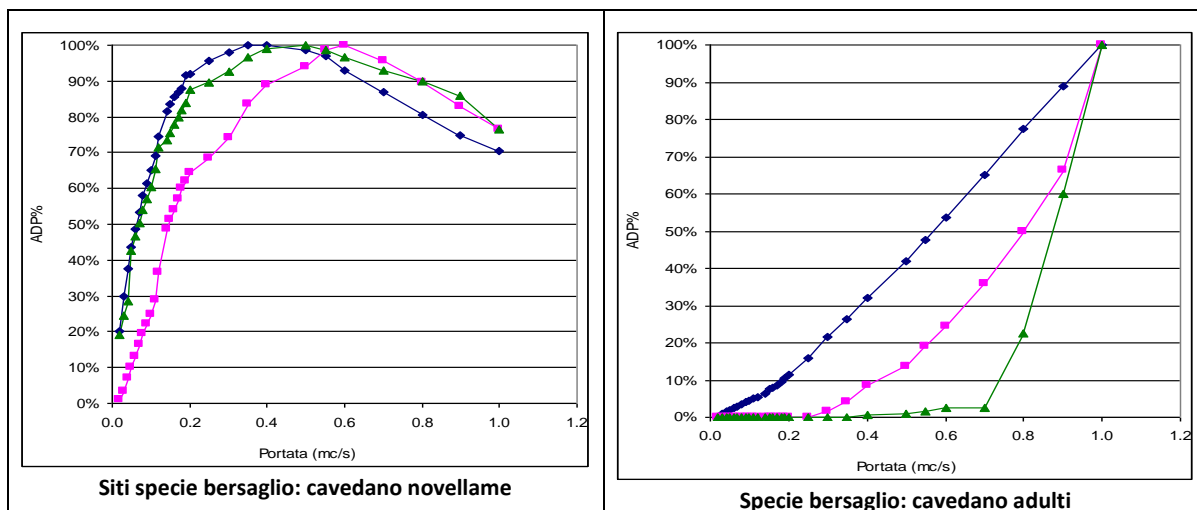 100%
90%
80%
70%
60%
50%
40%
30%
20%
10%
0%
ADP%
0.0 0.2 0.4 0.6 0.8 1.0 1.2
Portata (mc/s)
Siti specie bersaglio: cavedano novellame
100%
90%
80%
70%
60%
50%
40%
30%
20%
10%
0%
ADP%
0.0 0.2 0.4 0.6 0.8 1.0 1.2
Portata (mc/s)
Specie bersaglio: cavedano adulti